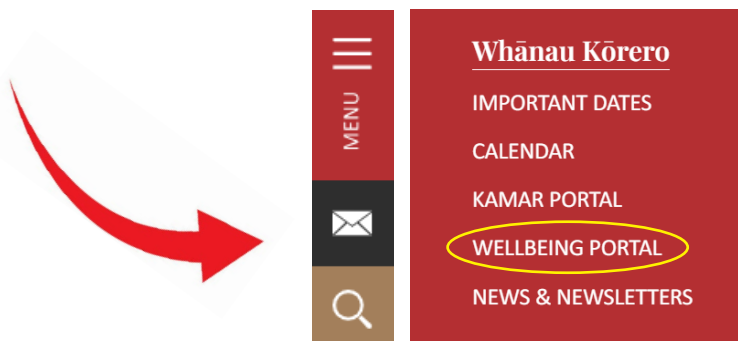 MENU
Whānau Kōrero
IMPORTANT DATES
CALENDAR
KAMAR PORTAL
WELLBEING PORTAL
NEWS & NEWSLETTERS